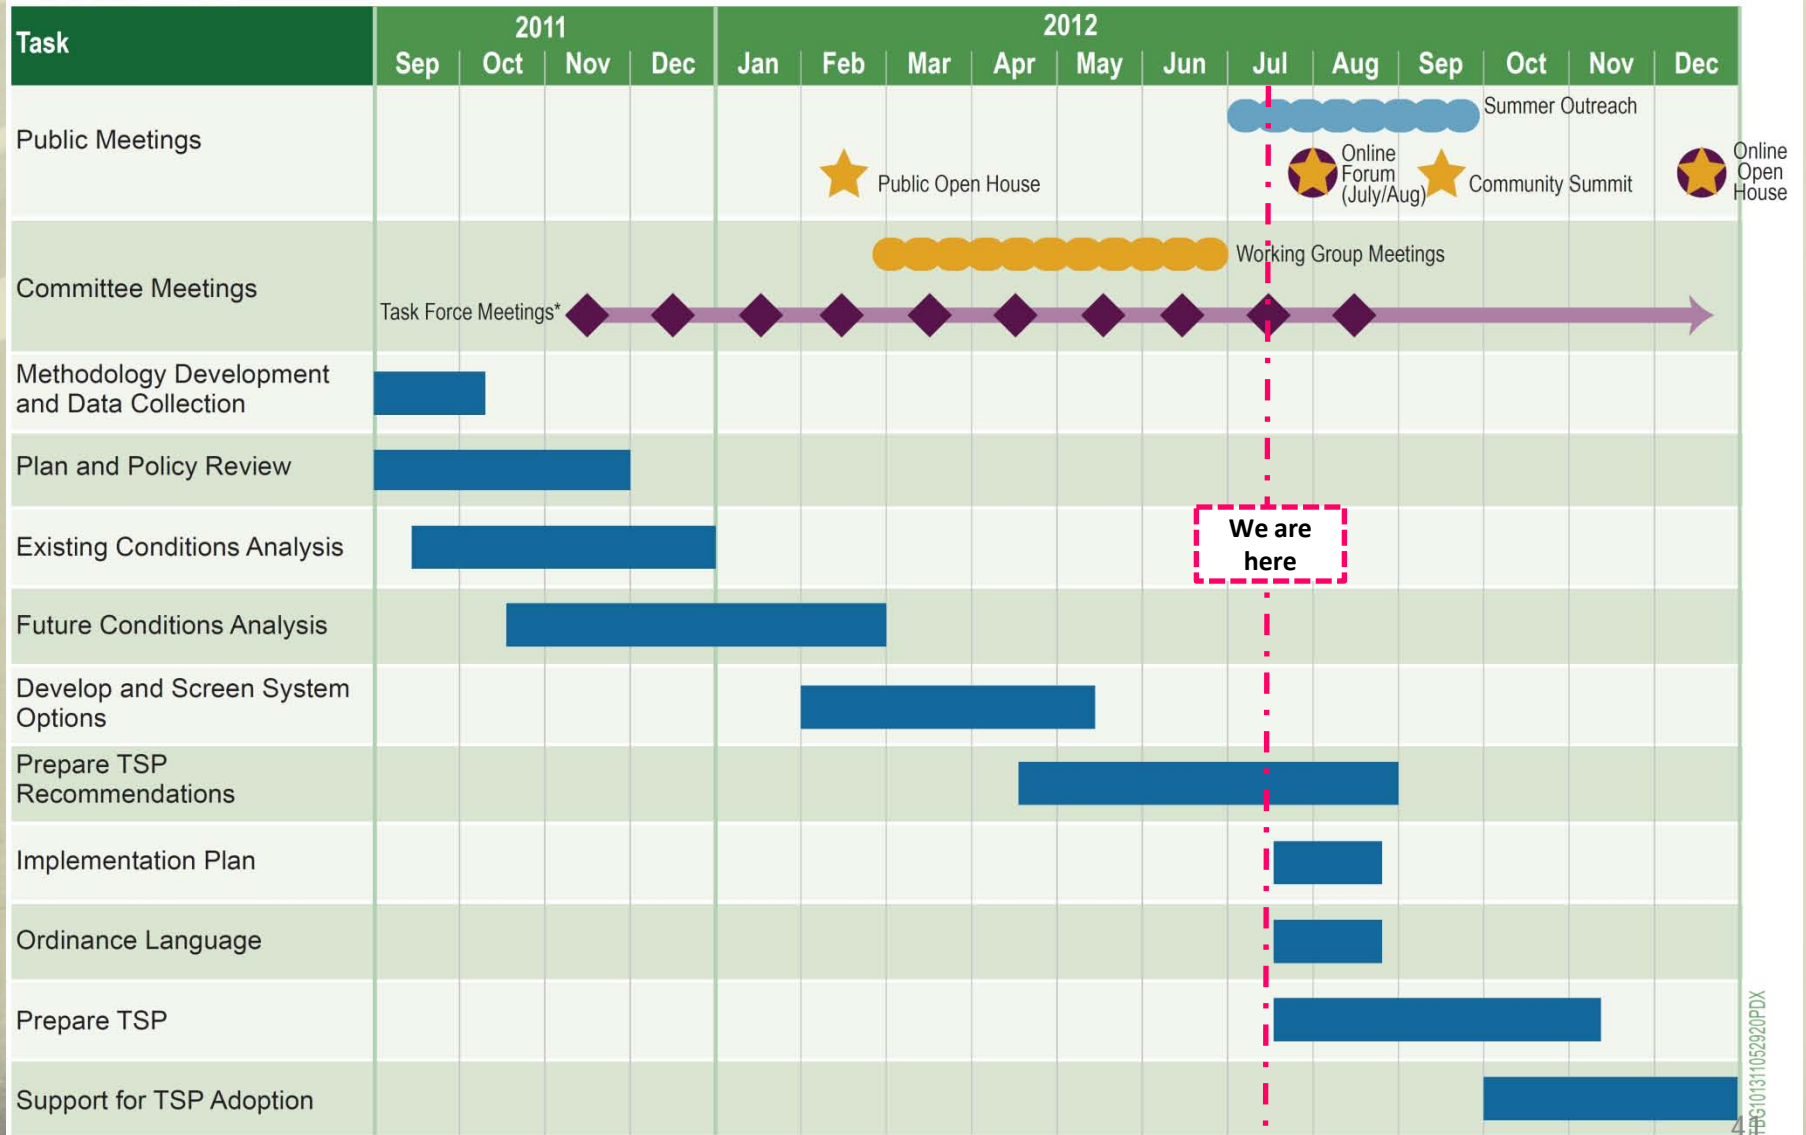 Task
2011
2012
Sep Oct Nov Dec Jan Feb Mar Apr May Jun Jul Aug Sep Oct Nov Dec
Public Meetings
Summer Outreach
Public Open House
Online
Forum
(July/Aug)
Community Summit
Online
Open
House
Committee Meetings
Working Group Meetings
Task Force Meetings*
Methodology Development
and Data Collection
Plan and Policy Review
Existing Conditions Analysis
We are
here
Future Conditions Analysis
Develop and Screen System
Options
Prepare TSP
Recommendations
Implementation Plan
Ordinance Language
Prepare TSP
Support for TSP Adoption